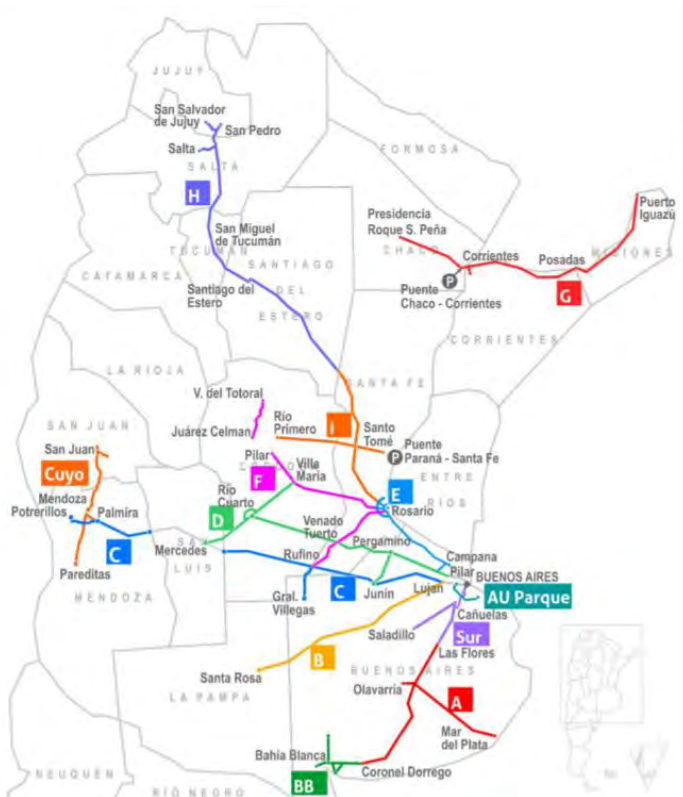 JUJUY
San Salvador
de Jujuy
San Pedro
Salta
SALTA
FORMOSA
H
Puerto
Iguazú
Presidencia
Roque S. Peña
San Miguel
de Tucumán
TUCUMÁN
CHACO
Corrientes
Posadas
MISIONES
SANTIAGO
DEL
ESTERO
CATAMARCA
Santiago del
Estero
P
Puente
Chaco - Corrientes
G
CORRIENTES
LA RIOJA
SANTA FE
V. del Totoral
Río
Primero
I
Santo
Tomé
SAN JUAN
Juárez Celman
San Juan
Puente
Paraná - Santa Fe
P
Cuyo
Pilar
Villa
María
F
ENTRE
RÍOS
E
Mendoza
Potrerillos
Palmira
Río
Cuarto
Rosario
D
Venado
Tuerto
Pergamino
C
Mercedes
SAN
LUIS
Rufino
Campana
Pilar
BUENOS AIRES
Pareditas
MENDOZA
Gral.
Villegas
C
Junín
Luján
AU Parque
Cañuelas
Saladillo
Sur
Las Flores
B
Santa Rosa
BUENOS AIRES
LA PAMPA
Olavarría
A
Mar
del Plata
Bahía Blanca
Coronel Dorrego
BB
NEUQUÉN
RÍO NEGRO